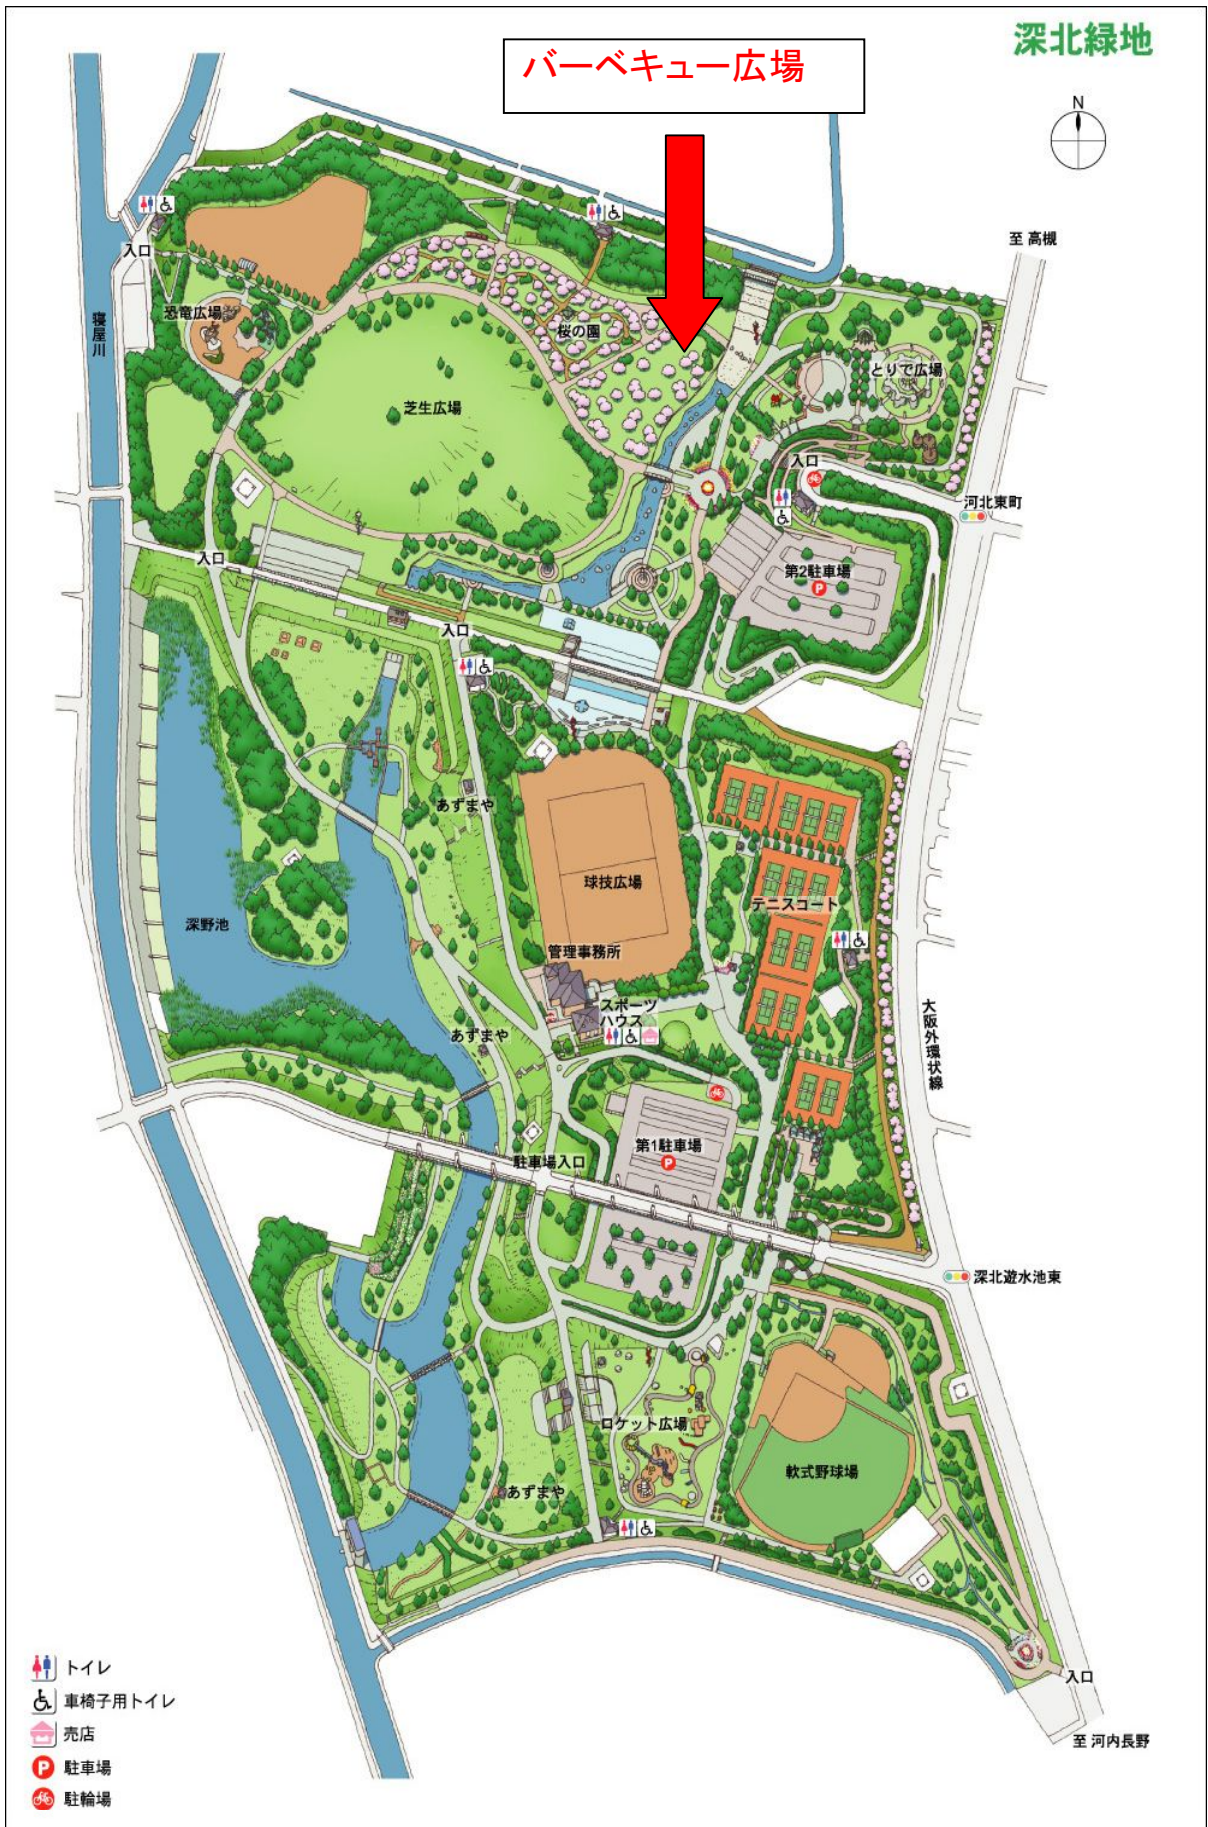 深北緑地
バーベキュー広場
N
至 高槻
入口
恐竜広場
寝屋川
桜の園
とりで広場
芝生広場
入口
河北東町
入口
第2駐車場
P
入口
あずまや
球技広場
テニスコート
深野池
管理事務所
スポーツ
ハウス
大阪外環状線
あずまや
第1駐車場
P
駐車場入口
深北遊水池東
ロケット広場
軟式野球場
あずまや
入口
至 河内長野
トイレ
車椅子用トイレ
売店
P 駐車場
駐輪場